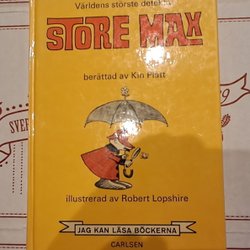 Världens störste detektiv
STORE MAX
berättad av Kin Platt
illustrerad av Robert Lopshire
JAG KAN LÄSA BÖCKERNA
CARLSEN